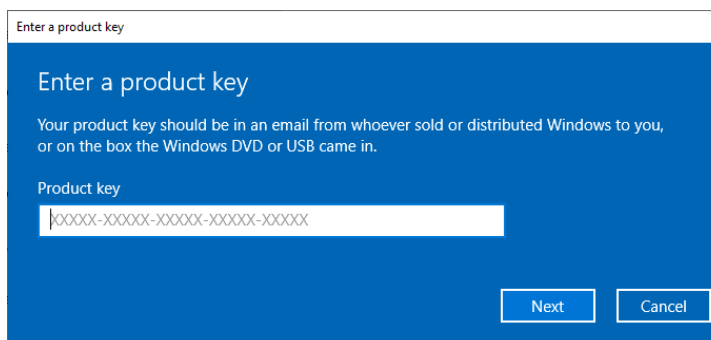 Enter a product key
Enter a product key
Your product key should be in an email from whoever sold or distributed Windows to you,
or on the box the Windows DVD or USB came in.
Product key
XXXXX-XXXXX-XXXXX-XXXXX-XXXXX
Next Cancel